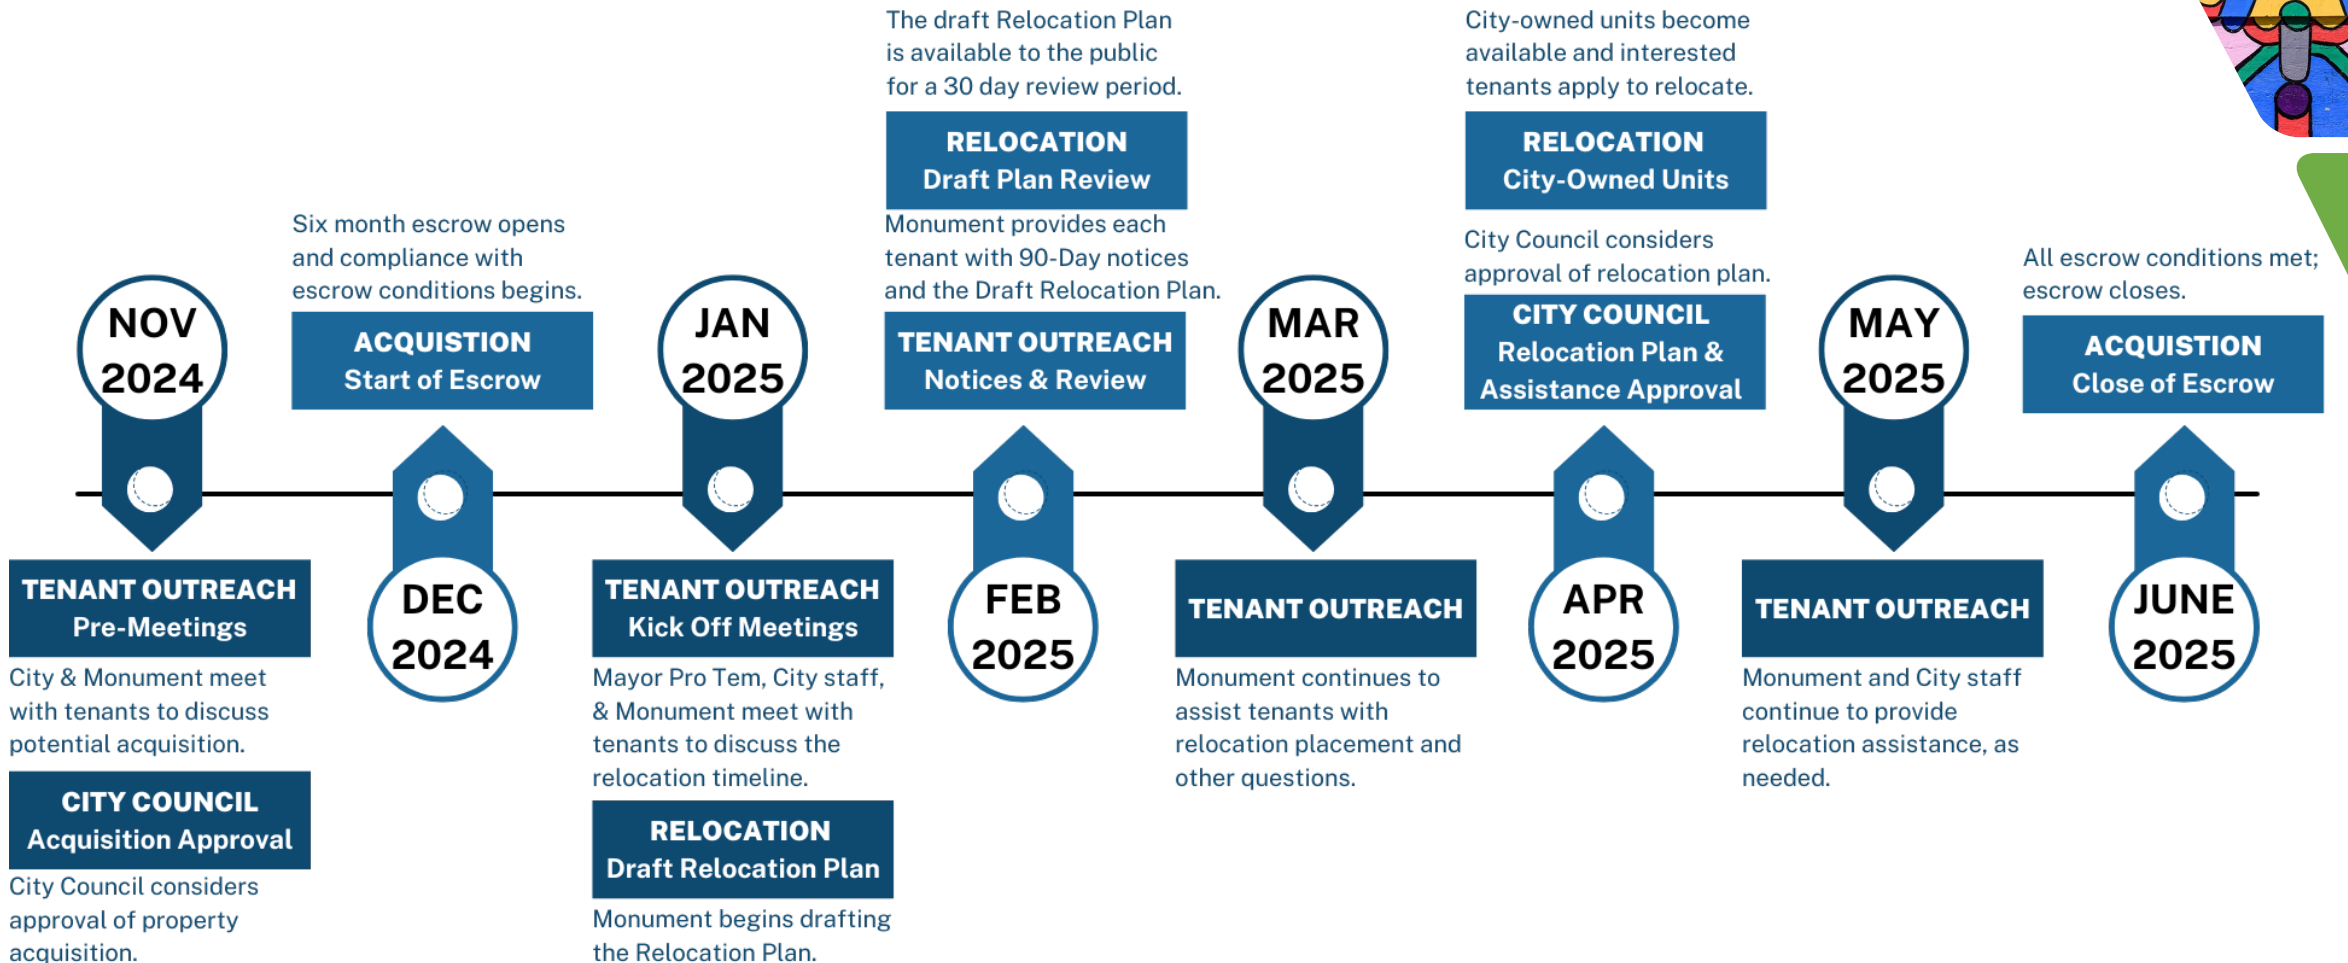 NOV
2024
TENANT OUTREACH
Pre-Meetings
City & Monument meet
with tenants to discuss
potential acquisition.
CITY COUNCIL
Acquisition Approval
City Council considers
approval of property
acquisition.
Six month escrow opens
and compliance with
escrow conditions begins.
ACQUISTION
Start of Escrow
DEC
2024
JAN
2025
TENANT OUTREACH
Kick Off Meetings
Mayor Pro Tem, City staff,
& Monument meet with
tenants to discuss the
relocation timeline.
RELOCATION
Draft Relocation Plan
Monument begins drafting
the Relocation Plan.
The draft Relocation Plan
is available to the public
for a 30 day review period.
RELOCATION
Draft Plan Review
Monument provides each
tenant with 90-Day notices
and the Draft Relocation Plan.
TENANT OUTREACH
Notices & Review
FEB
2025
MAR
2025
TENANT OUTREACH
Monument continues to
assist tenants with
relocation placement and
other questions.
City-owned units become
available and interested
tenants apply to relocate.
RELOCATION
City-Owned Units
City Council considers
approval of relocation plan.
CITY COUNCIL
Relocation Plan &
Assistance Approval
APR
2025
MAY
2025
TENANT OUTREACH
Monument and City staff
continue to provide
relocation assistance, as
needed.
All escrow conditions met;
escrow closes.
ACQUISTION
Close of Escrow
JUNE
2025